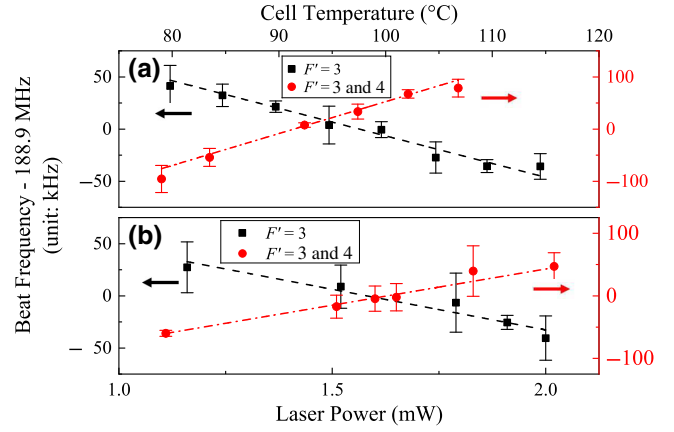 Cell Temperature (°C)
80 90 100 110 120
(a)
F' = 3
F' = 3 and 4
50
0
−50
100
50
0
−100
Beat Frequency - 188.9 MHz
(unit: kHz)
(b)
F' = 3
F' = 3 and 4
50
0
50
−
100
50
0
−100
1.0 1.5 2.0
Laser Power (mW)